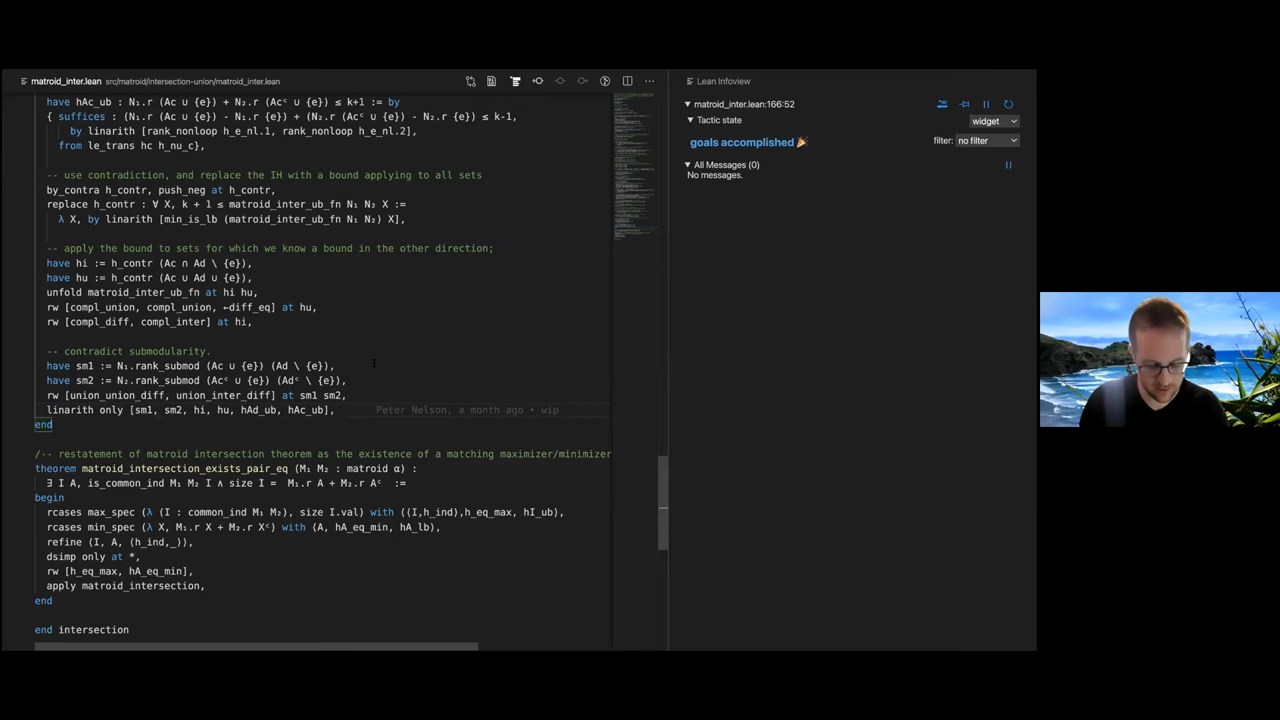 matroid_inter.lean src/matroid/intersection-union/matroid_inter.lean
have hAc_ub : N₁.r (Ac ∪ {e}) + N₂.r (Acᶜ ∪ {e}) ≤ k+1 := by
{ suffices : (N₁.r (Ac ∪ {e}) - N₁.r {e}) + (N₂.r (Acᶜ ∪ {e}) - N₂.r {e}) ≤ k-1,
by linarith [rank_nonloop h_e_nl.1, rank_nonloop h_e_nl.2],
from le_trans hc h_nu_c},
-- use contradiction, and replace the IH with a bound applying to all sets
by_contra h_contr, push_neg at h_contr,
replace h_contr : ∀ X, k + 1 ≤ matroid_inter_ub_fn N₁ N₂ X :=
λ X, by linarith [min_is_lb (matroid_inter_ub_fn N₁ N₂) X],
-- apply the bound to sets for which we know a bound in the other direction;
have hi := h_contr (Ac ∩ Ad \ {e}),
have hu := h_contr (Ac ∪ Ad ∪ {e}),
unfold matroid_inter_ub_fn at hi hu,
rw [compl_union, compl_union, ←diff_eq] at hu,
rw [compl_diff, compl_inter] at hi,
-- contradict submodularity.
have sm1 := N₁.rank_submod (Ac ∪ {e}) (Ad \ {e}),
have sm2 := N₂.rank_submod (Acᶜ ∪ {e}) (Adᶜ \ {e}),
rw [union_union_diff, union_inter_diff] at sm1 sm2,
linarith only [sm1, sm2, hi, hu, hAd_ub, hAc_ub], Peter Nelson, a month ago • wip
end
/-- restatement of matroid intersection theorem as the existence of a matching maximizer/minimizer
theorem matroid_intersection_exists_pair_eq (M₁ M₂ : matroid α) :
∃ I A, is_common_ind M₁ M₂ I ∧ size I = M₁.r A + M₂.r Aᶜ :=
begin
rcases max_spec (λ (I : common_ind M₁ M₂), size I.val) with ⟨⟨I,h_ind⟩,h_eq_max, hI_ub⟩,
rcases min_spec (λ X, M₁.r X + M₂.r Xᶜ) with ⟨A, hA_eq_min, hA_lb⟩,
refine ⟨I, A, ⟨h_ind,_⟩⟩,
dsimp only at *,
rw [h_eq_max, hA_eq_min],
apply matroid_intersection,
end
end intersection
Lean Infoview
matroid_inter.lean:166:52
Tactic state
widget
goals accomplished 🎉
filter: no filter
All Messages (0)
No messages.